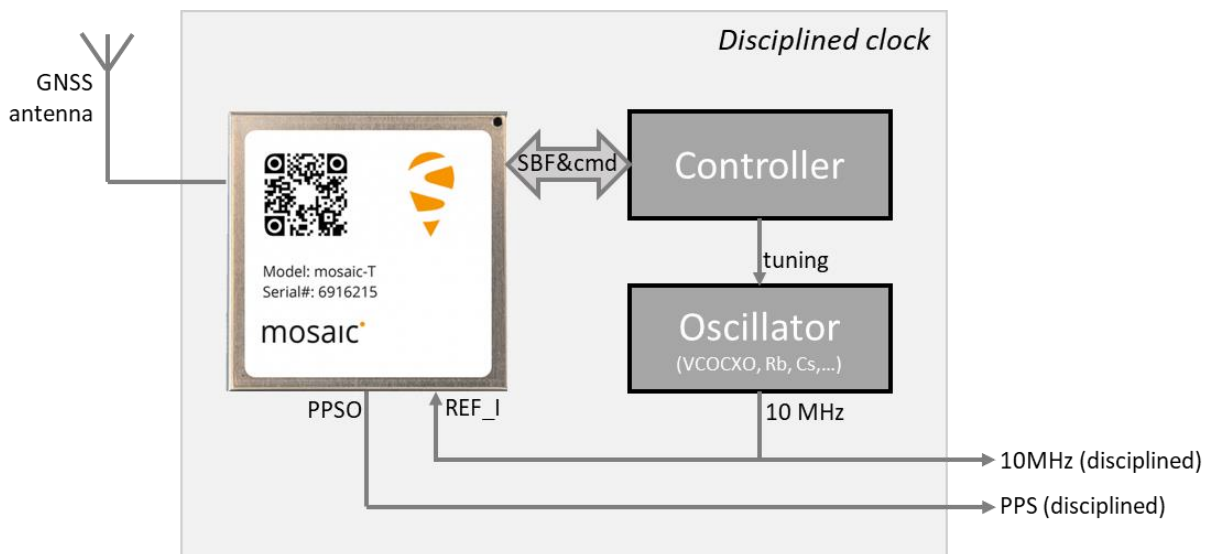 Disciplined clock
GNSS
antenna
SBF&cmd
Controller
Model: mosaic-T
Serial#: 6916215
mosaic
tuning
Oscillator
(VCOCXO, Rb, Cs,...)
PPSO
REF_I
10 MHz
10MHz (disciplined)
PPS (disciplined)